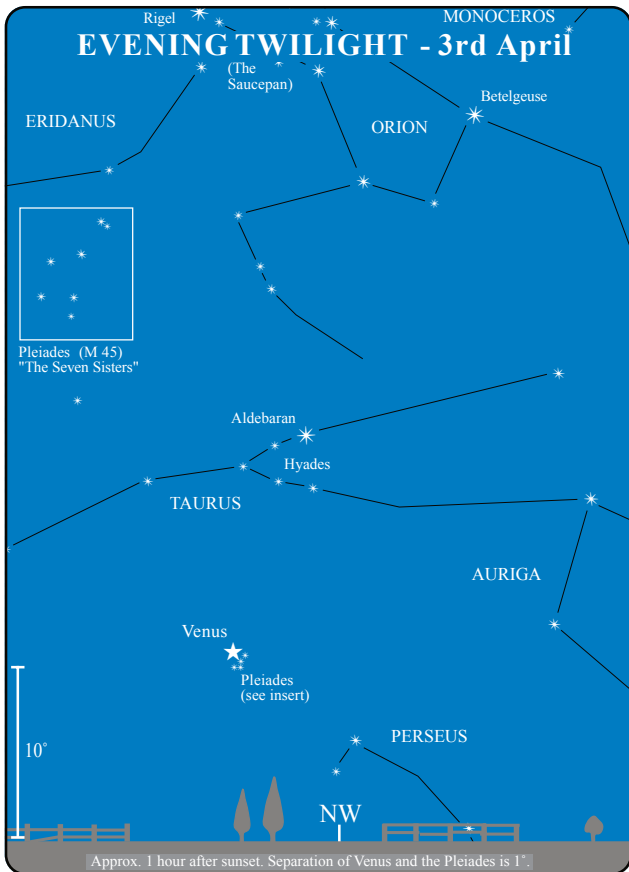 Rigel
MONOCEROS
EVENING TWILIGHT - 3rd April
(The
Saucepan)
Betelgeuse
ERIDANUS
ORION
Pleiades (M 45)
"The Seven Sisters"
Aldebaran
Hyades
TAURUS
AURIGA
Venus
Pleiades
(see insert)
PERSEUS
10˚
NW
Approx. 1 hour after sunset. Separation of Venus and the Pleiades is 1˚.